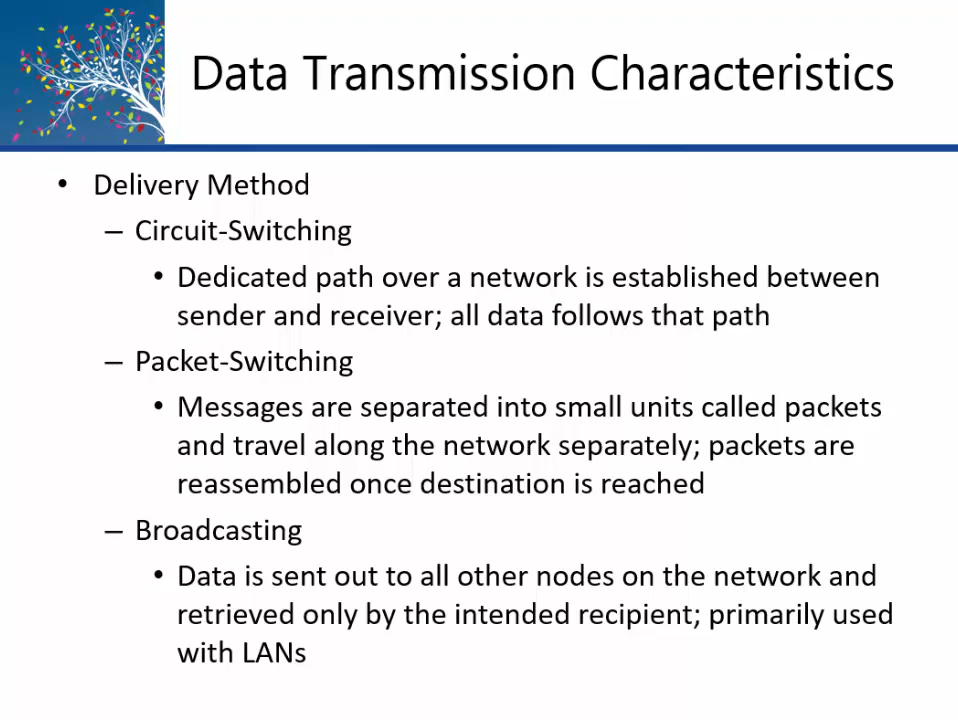 Data Transmission Characteristics
• Delivery Method
– Circuit-Switching
• Dedicated path over a network is established between
sender and receiver; all data follows that path
– Packet-Switching
• Messages are separated into small units called packets
and travel along the network separately; packets are
reassembled once destination is reached
– Broadcasting
• Data is sent out to all other nodes on the network and
retrieved only by the intended recipient; primarily used
with LANs